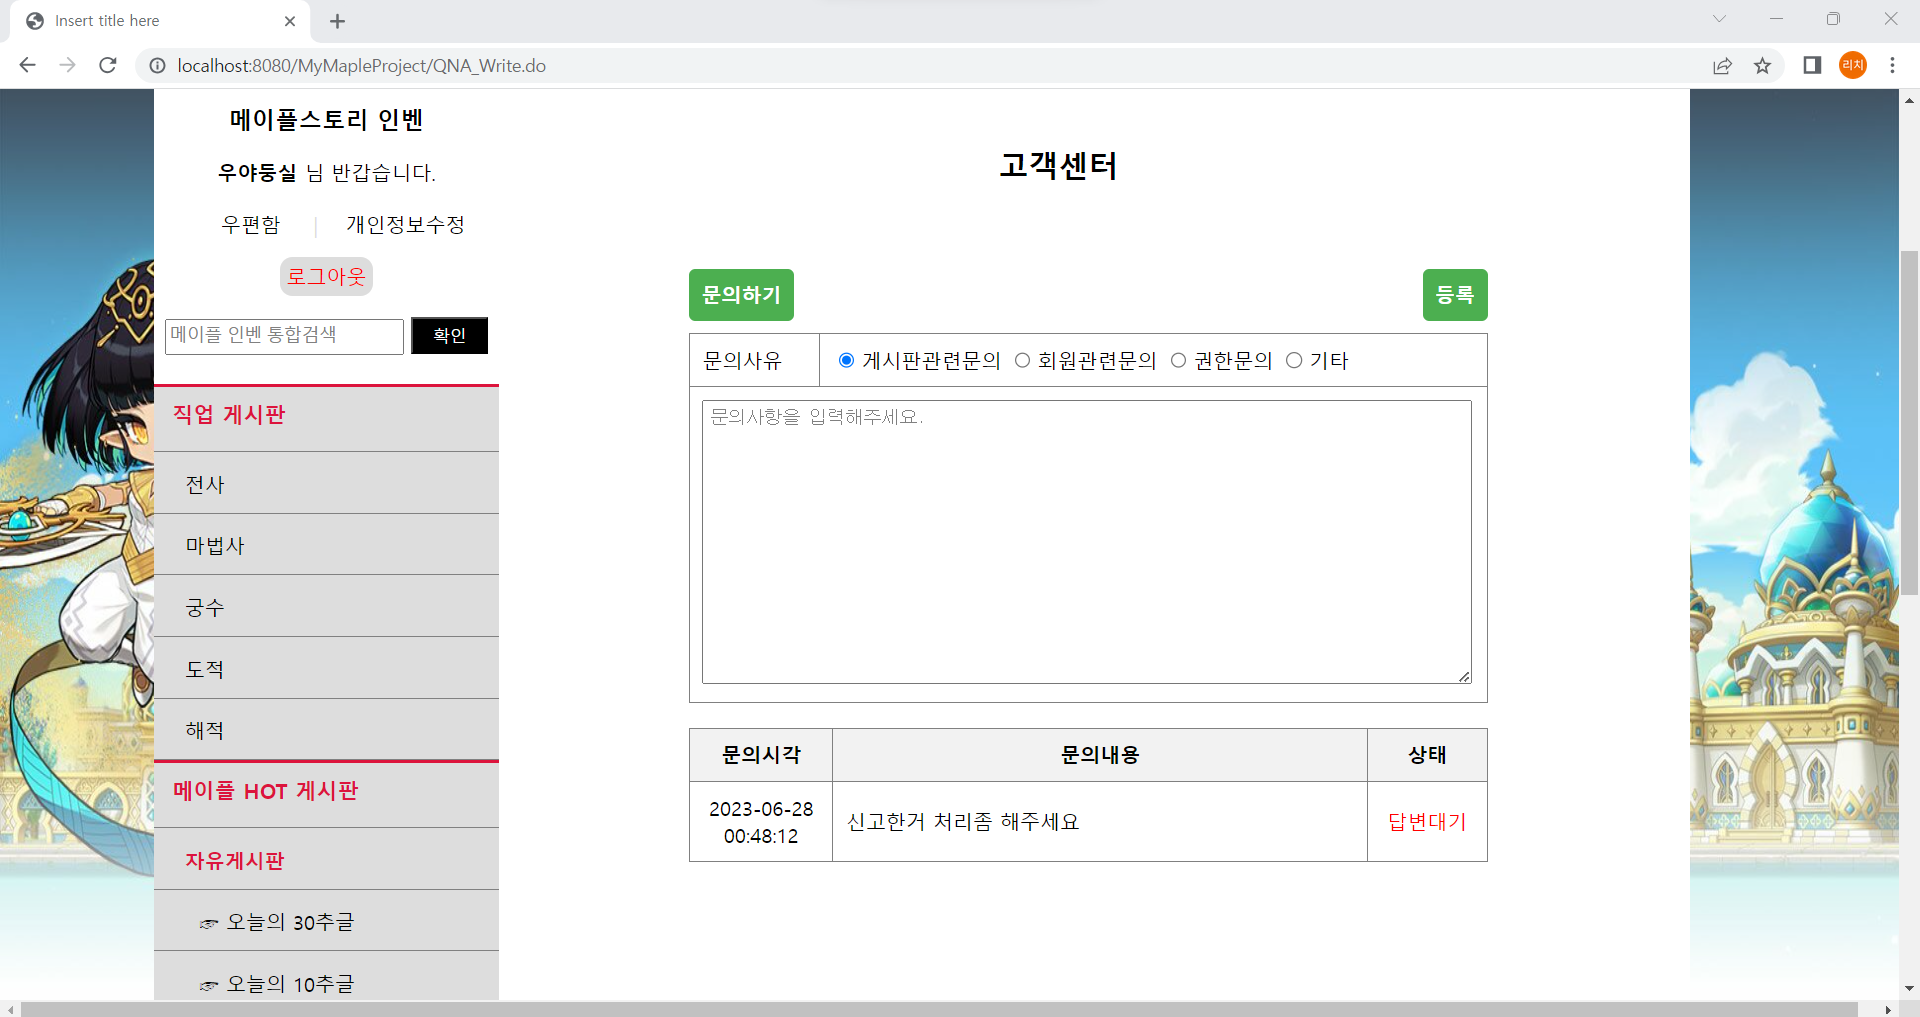 Insert title here
localhost:8080/MyMapleProject/QNA_Write.do
리치
메이플스토리 인벤
우야둥실 님 반갑습니다.
우편함 | 개인정보수정
로그아웃
메이플 인벤 통합검색 확인
직업 게시판
전사
마법사
궁수
도적
해적
메이플 HOT 게시판
자유게시판
☞ 오늘의 30추글
☞ 오늘의 10추글
고객센터
문의하기 등록
문의사유 게시판관련문의 회원관련문의 권한문의 기타
문의사항을 입력해주세요.
문의시각 문의내용 상태
2023-06-28
00:48:12 신고한거 처리좀 해주세요 답변대기